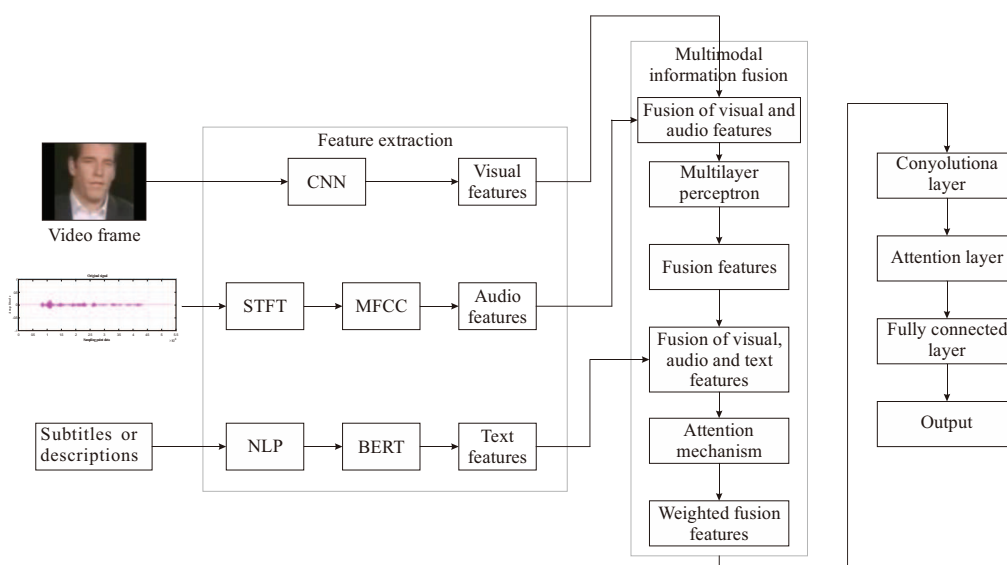 Multimodal
information fusion
Fusion of visual and
audio features
Multilayer
perceptron
Fusion features
Fusion of visual,
audio and text
features
Attention
mechanism
Weighted fusion
features
Feature extraction
CNN
Visual
features
Video frame
Original signal
Sampling point data
STFT
MFCC
Audio
features
Subtitles or
descriptions
NLP
BERT
Text
features
Conyolutiona
layer
Attention layer
Fully connected
layer
Output